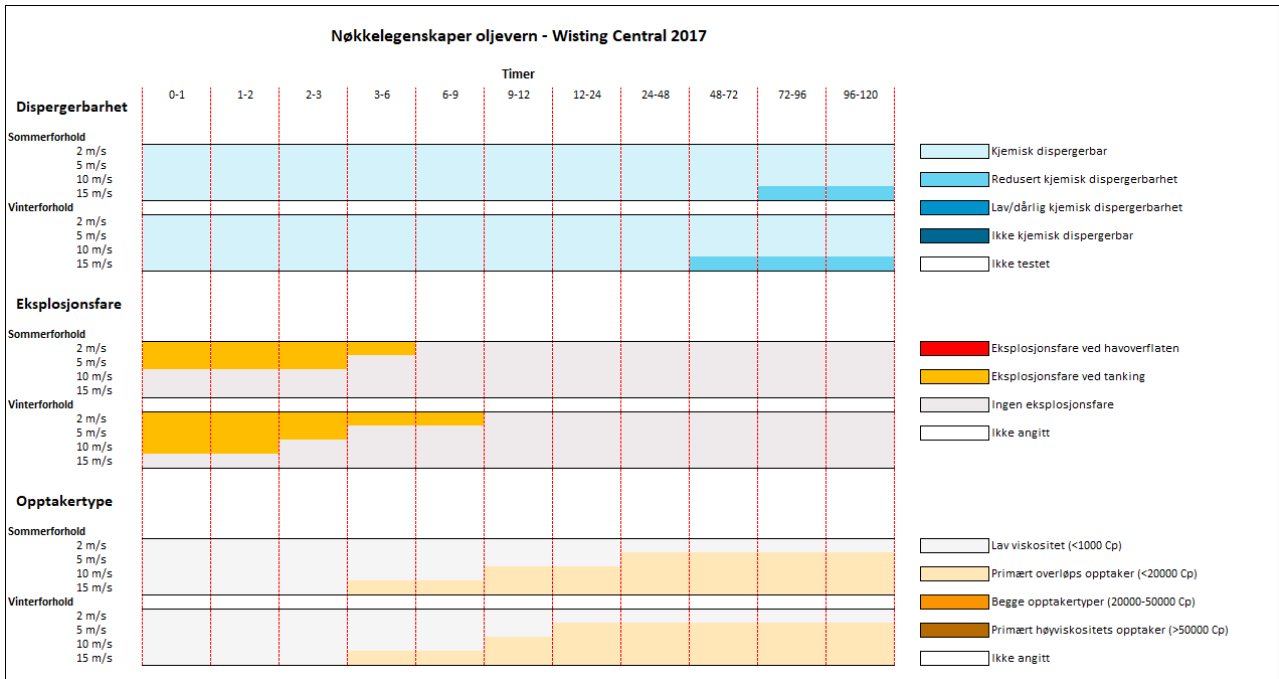 Nøkkelegenskaper oljevern - Wisting Central 2017
Timer
0-1 1-2 2-3 3-6 6-9 9-12 12-24 24-48 48-72 72-96 96-120
Dispergerbarhet
Sommerforhold
2 m/s Kjemisk dispergerbar
5 m/s
10 m/s Redusert kjemisk dispergerbarhet
15 m/s
Vinterforhold Lav/dårlig kjemisk dispergerbarhet
2 m/s
5 m/s Ikke kjemisk dispergerbar
10 m/s
15 m/s Ikke testet
Eksplosjonsfare
Sommerforhold
2 m/s Eksplosjonsfare ved havoverflaten
5 m/s
10 m/s Eksplosjonsfare ved tanking
15 m/s
Vinterforhold Ingen eksplosjonsfare
2 m/s
5 m/s Ikke angitt
10 m/s
15 m/s
Opptakertype
Sommerforhold
2 m/s Lav viskositet (<1000 Cp)
5 m/s
10 m/s Primært overløps opptaker (<20000 Cp)
15 m/s
Vinterforhold Begge opptakertyper (20000-50000 Cp)
2 m/s
5 m/s Primært høyviskositets opptaker (>50000 Cp)
10 m/s
15 m/s Ikke angitt